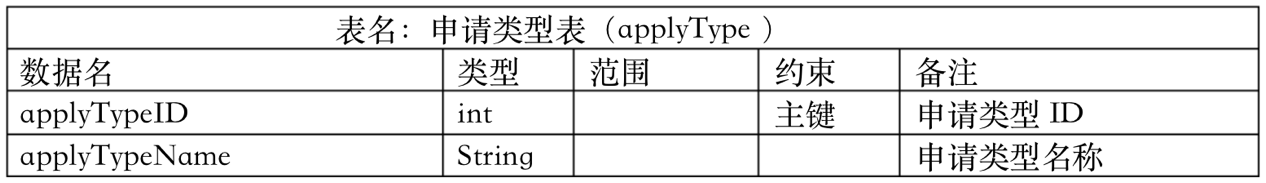 表名：申请类型表（applyType ）
数据名 类型 范围 约束 备注
applyTypeID int 主键 申请类型 ID
applyTypeName String 申请类型名称